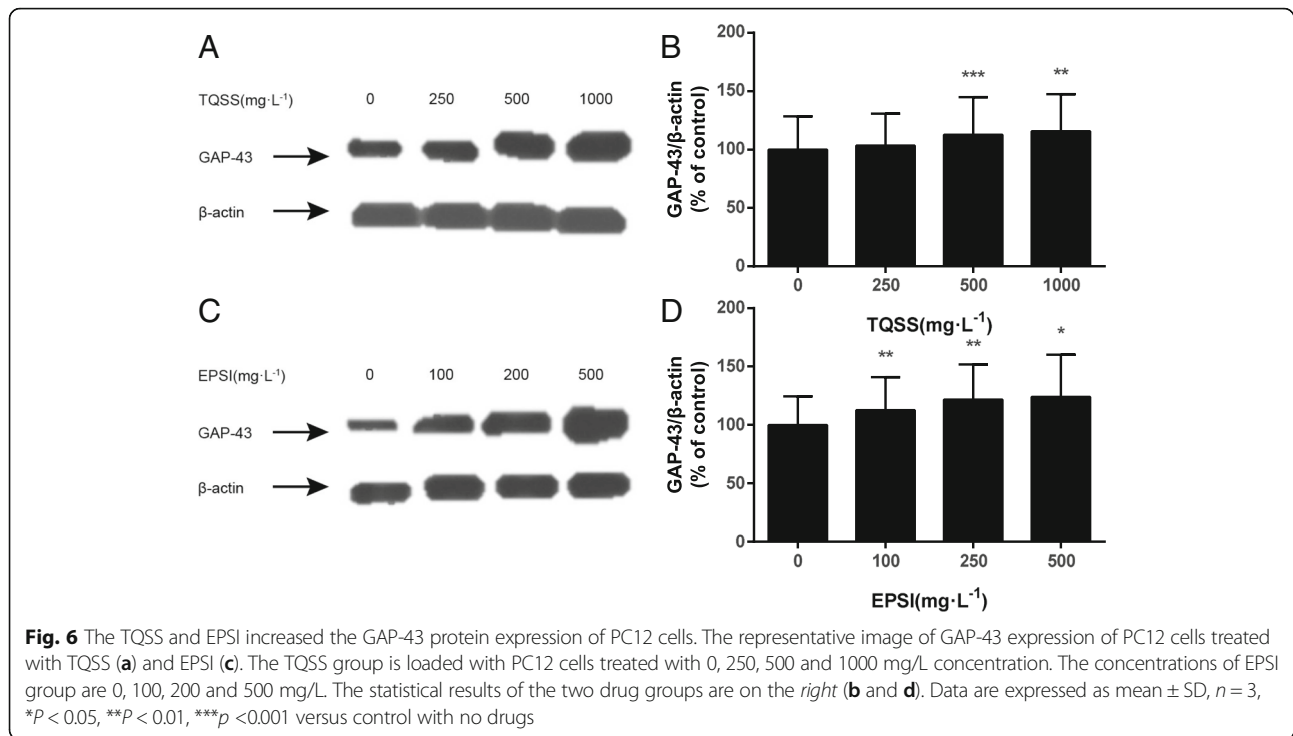 A
TQSS(mg·L-1) 0 250 500 1000
GAP-43
β-actin
B
GAP-43/β-actin
(% of control)
200
150
100
50
0
*** **
0 250 500 1000
TQSS(mg·L-1)
C
EPSI(mg·L-1) 0 100 200 500
GAP-43
β-actin
D
GAP-43/β-actin
(% of control)
200
150
100
50
0
** ** *
0 100 250 500
EPSI(mg·L-1)
Fig. 6 The TQSS and EPSI increased the GAP-43 protein expression of PC12 cells. The representative image of GAP-43 expression of PC12 cells treated
with TQSS (a) and EPSI (c). The TQSS group is loaded with PC12 cells treated with 0, 250, 500 and 1000 mg/L concentration. The concentrations of EPSI
group are 0, 100, 200 and 500 mg/L. The statistical results of the two drug groups are on the right (b and d). Data are expressed as mean ± SD, n = 3,
*P < 0.05, **P < 0.01, ***p <0.001 versus control with no drugs